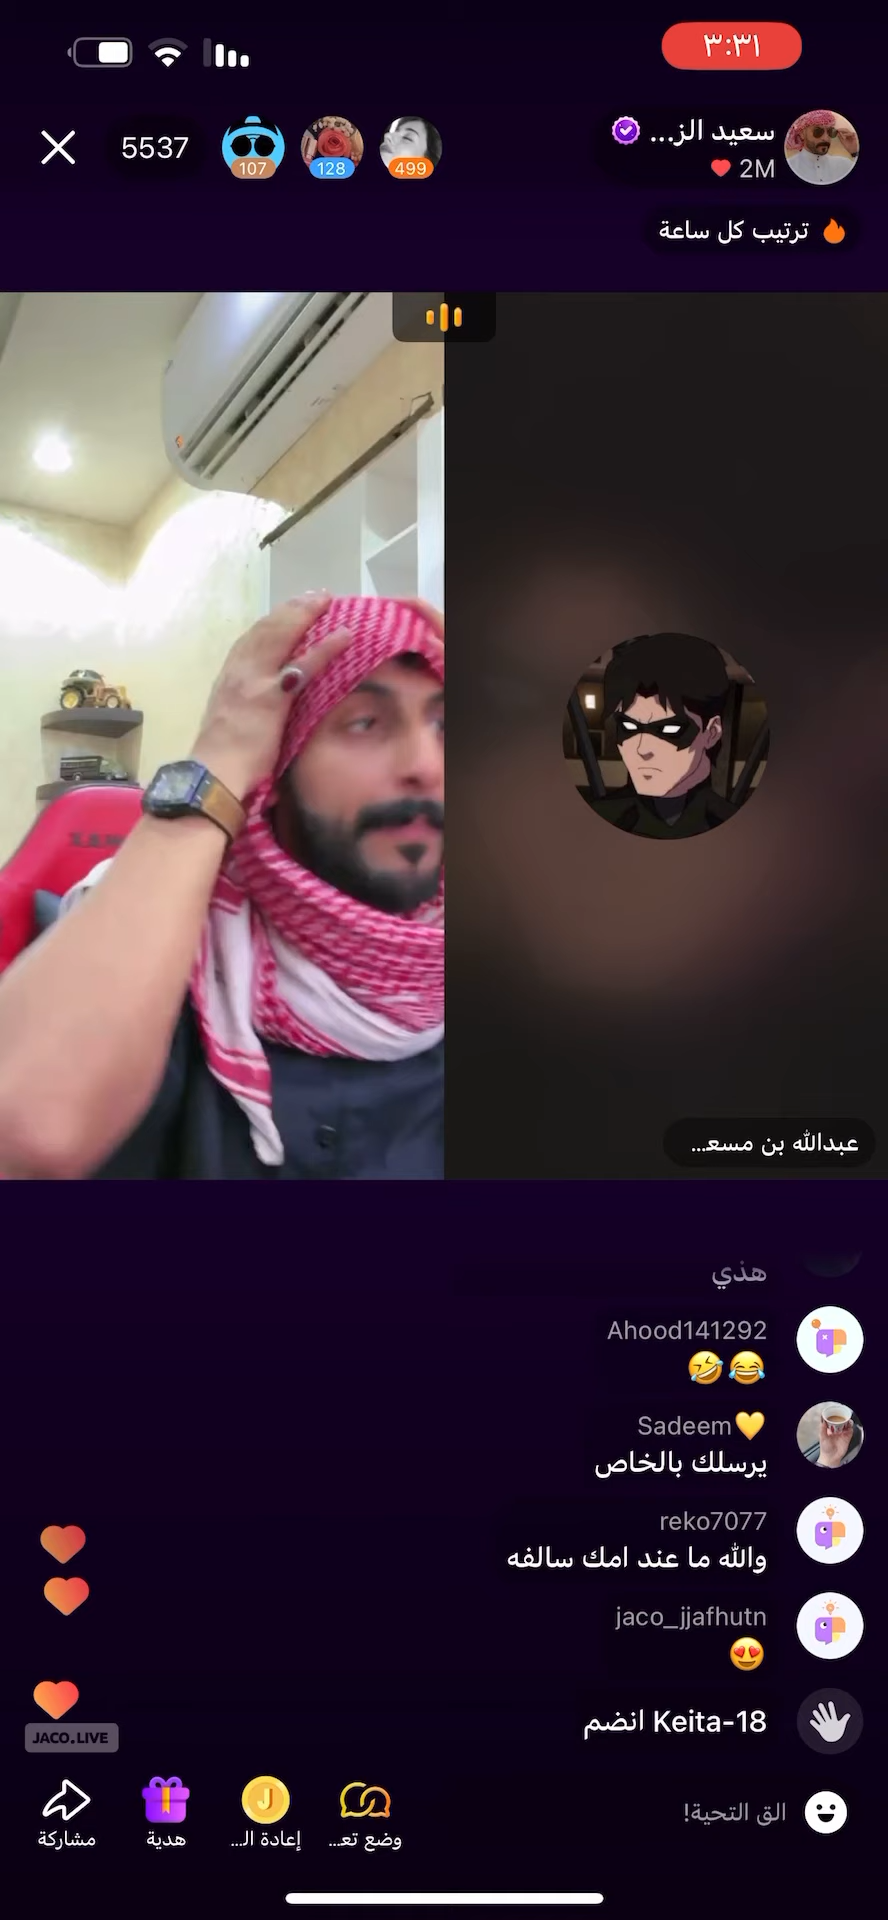 ٣:٣١
سعيد الز...
2M
5537
107
128
499
ترتيب كل ساعة
عبدالله بن مسعـ...
هذي
Ahood141292
😂🤣
Sadeem💛
يرسلك بالخاص
reko7077
والله ما عند امك سالفه
jaco_jjafhutn
😍
Keita-18 انضم
JACO.LIVE
الق التحية!
وضع تعـ...
إعادة الـ...
هدية
مشاركة